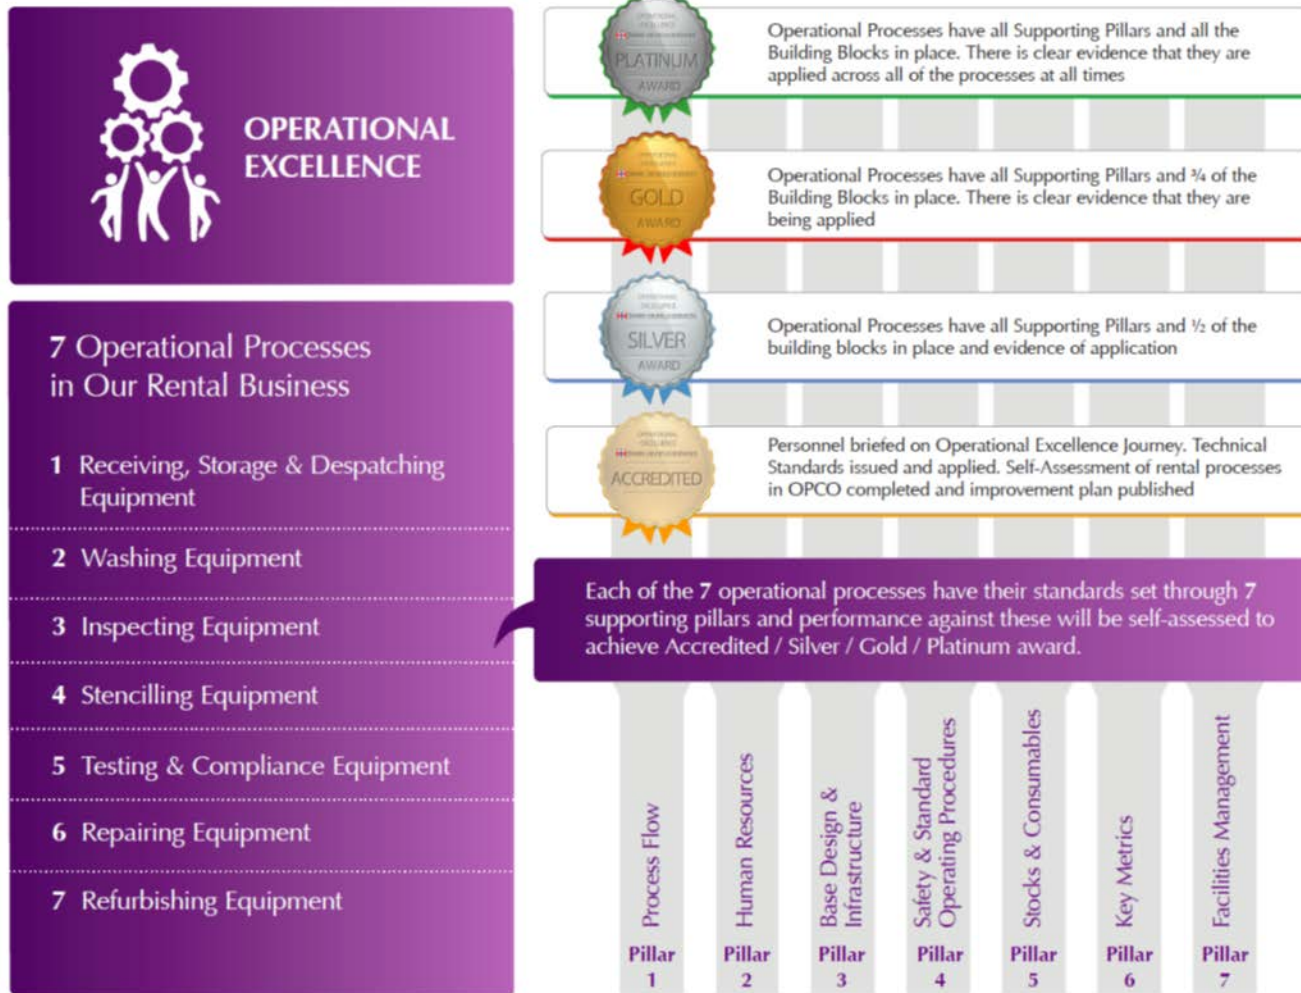 OPERATIONAL
EXCELLENCE
7 Operational Processes
in Our Rental Business
1 Receiving, Storage & Despatching
Equipment
2 Washing Equipment
3 Inspecting Equipment
4 Stencilling Equipment
5 Testing & Compliance Equipment
6 Repairing Equipment
7 Refurbishing Equipment
PLATINUM
AWARD
Operational Processes have all Supporting Pillars and all the
Building Blocks in place. There is clear evidence that they are
applied across all of the processes at all times
GOLD
AWARD
Operational Processes have all Supporting Pillars and ¾ of the
Building Blocks in place. There is clear evidence that they are
being applied
SILVER
AWARD
Operational Processes have all Supporting Pillars and ½ of the
building blocks in place and evidence of application
ACCREDITED
Personnel briefed on Operational Excellence Journey. Technical
Standards issued and applied. Self-Assessment of rental processes
in OPCO completed and improvement plan published
Each of the 7 operational processes have their standards set through 7
supporting pillars and performance against these will be self-assessed to
achieve Accredited / Silver / Gold / Platinum award.
Process Flow
Pillar
1
Human Resources
Pillar
2
Base Design &
Infrastructure
Pillar
3
Safety & Standard
Operating Procedures
Pillar
4
Stocks & Consumables
Pillar
5
Key Metrics
Pillar
6
Facilities Management
Pillar
7